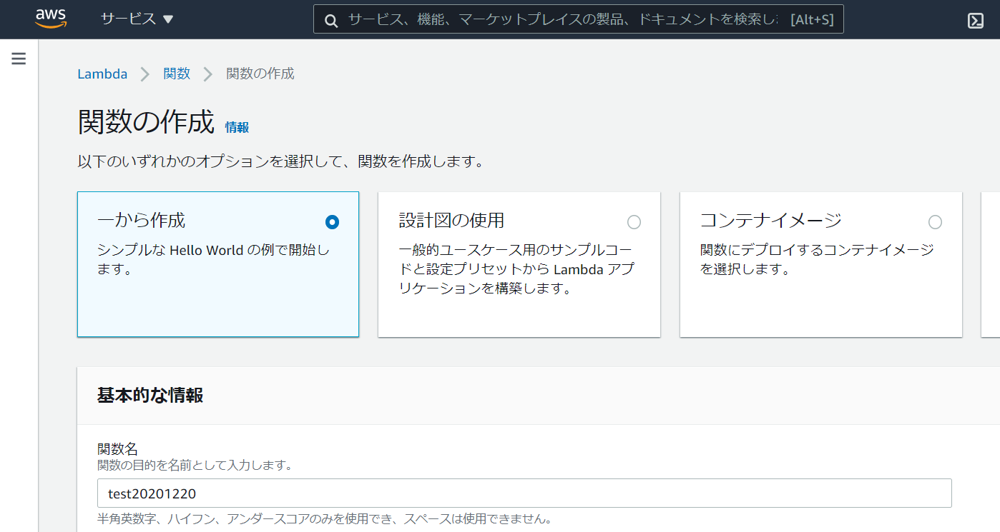 aws サービス ▼ サービス、機能、マーケットプレイスの製品、ドキュメントを検索し [Alt+S]
Lambda > 関数 > 関数の作成
関数の作成 情報
以下のいずれかのオプションを選択して、関数を作成します。
一から作成
シンプルな Hello World の例で開始し
ます。
設計図の使用
一般的ユースケース用のサンプルコー
ドと設定プリセットから Lambda アプ
リケーションを構築します。
コンテナイメージ
関数にデプロイするコンテナイメージ
を選択します。
基本的な情報
関数名
関数の目的を名前として入力します。
test20201220
半角英数字、ハイフン、アンダースコアのみを使用でき、スペースは使用できません。